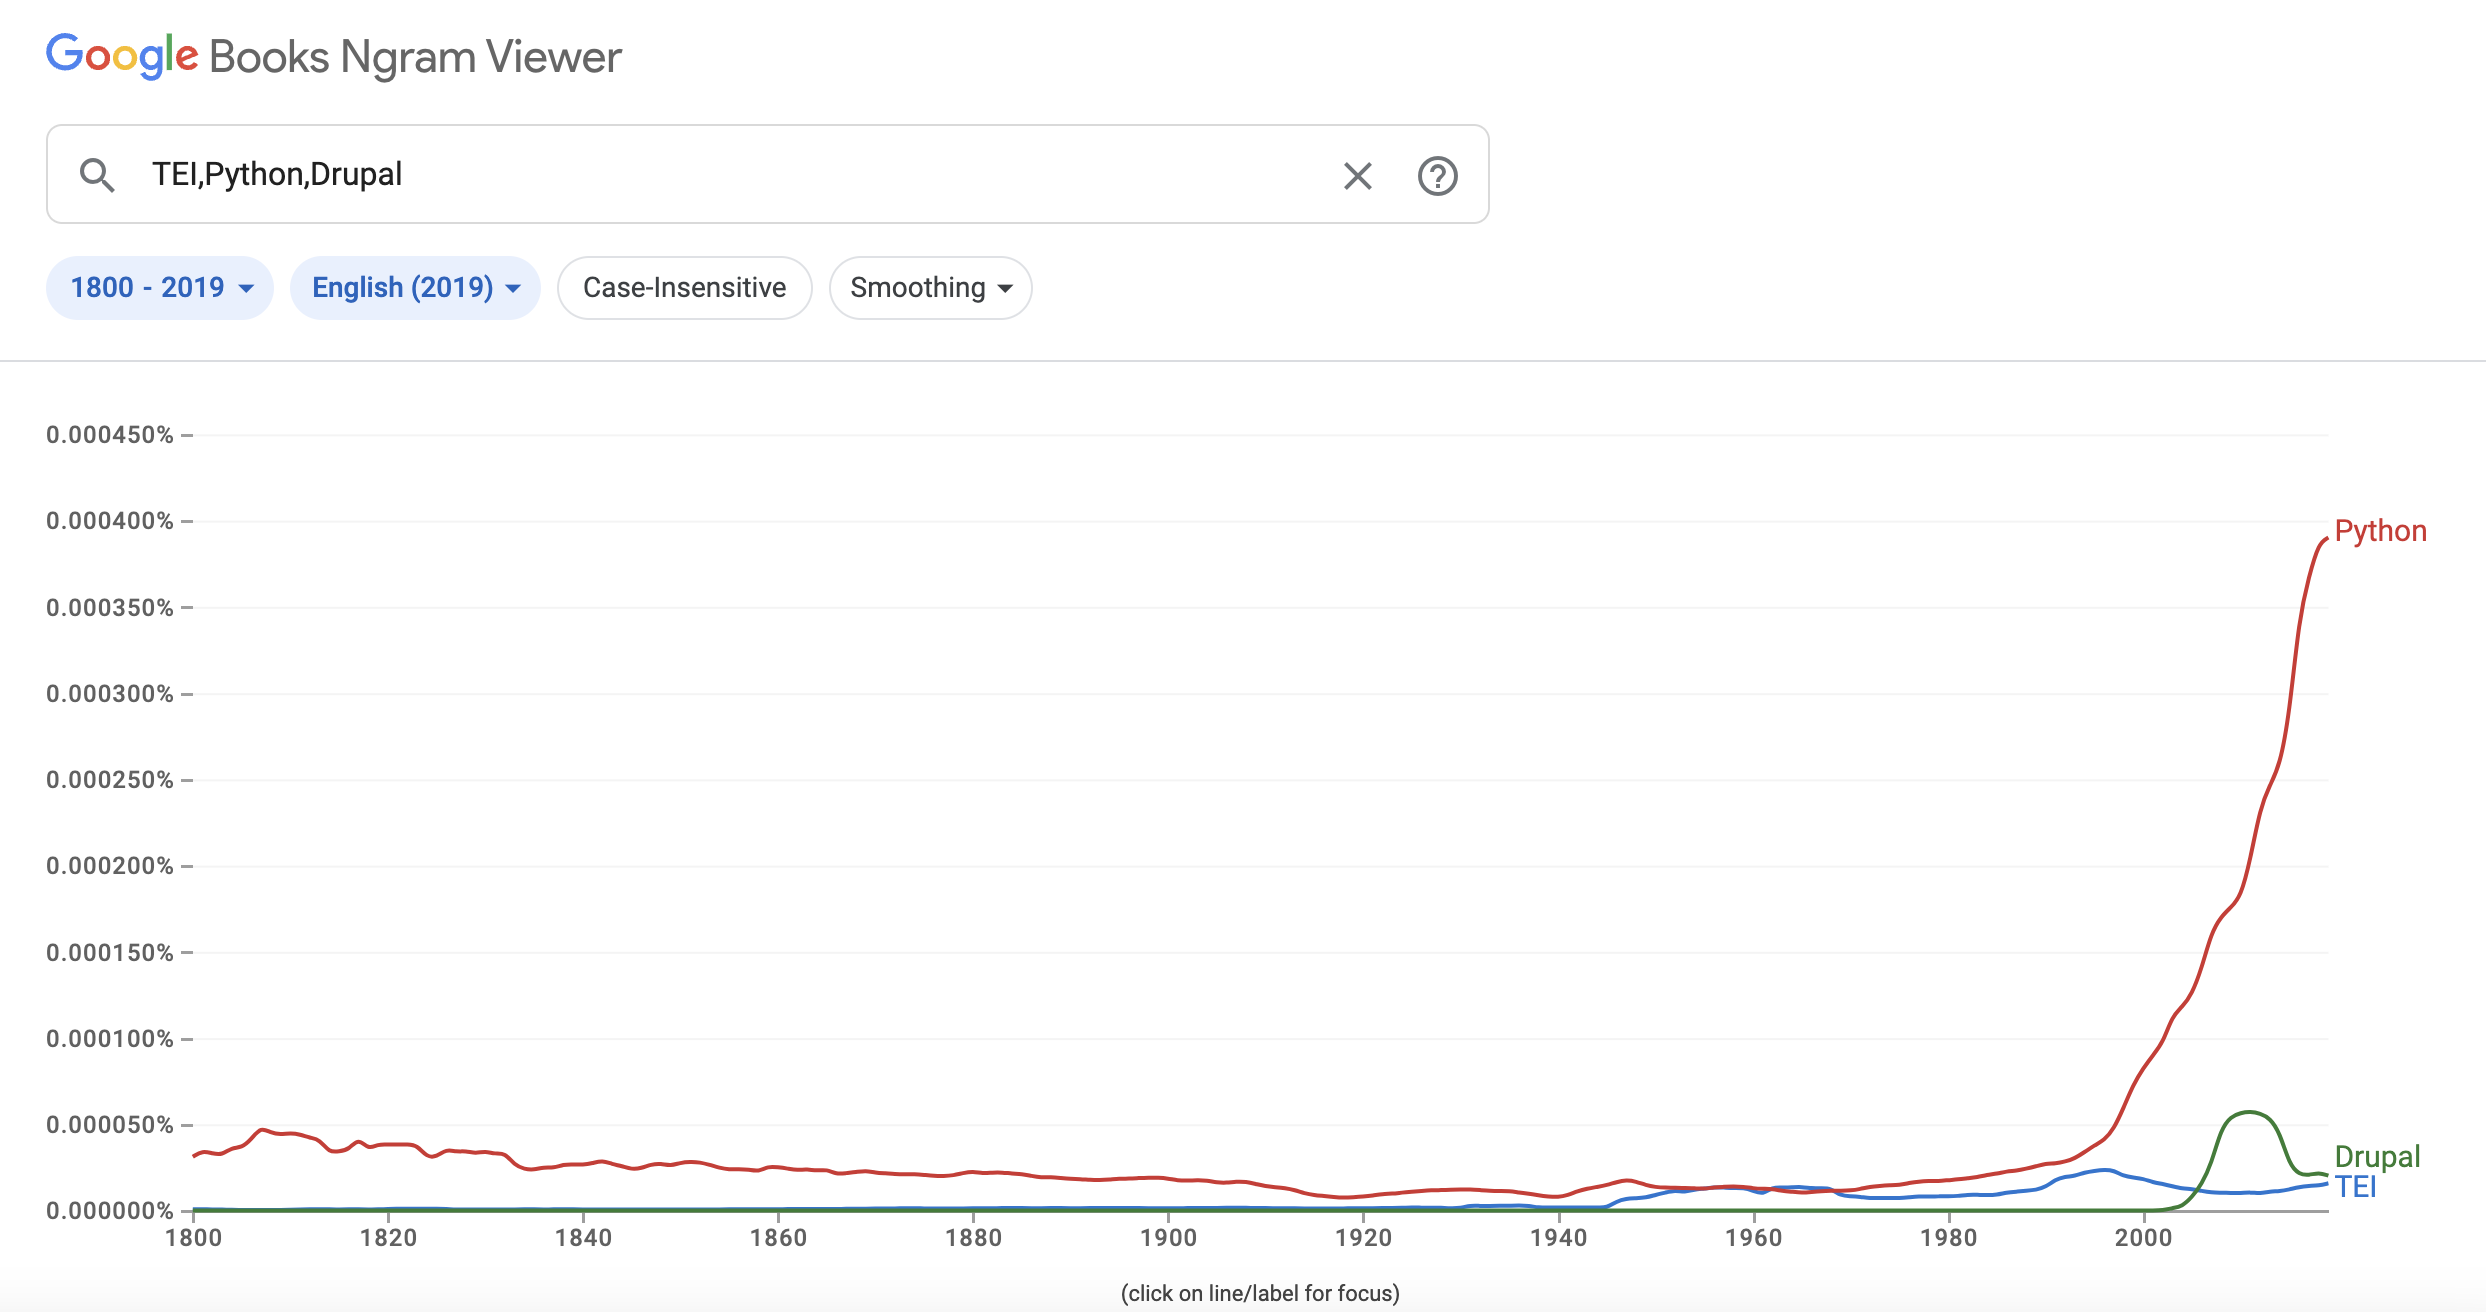 Google Books Ngram Viewer
TEI,Python,Drupal
1800 - 2019 English (2019) Case-Insensitive Smoothing
0.000450%
0.000400%
Python
0.000350%
0.000300%
0.000250%
0.000200%
0.000150%
0.000100%
0.000050%
Drupal
TEI
0.000000%
1800 1820 1840 1860 1880 1900 1920 1940 1960 1980 2000
(click on line/label for focus)